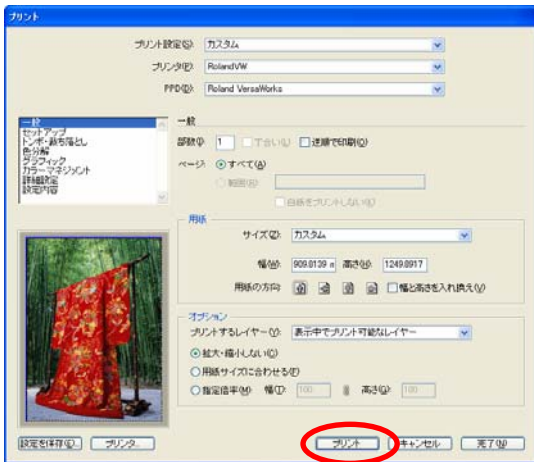 プリント
プリント設定(S): カスタム
プリンタ(P): RolandVW
PPD(D): Roland VersaWorks
一般
セットアップ
トンボ・裁ち落とし
色分解
グラフィック
カラーマネジメント
詳細設定
設定内容
一般
部数(I): 1 丁合い(L) 逆順で印刷(O)
ページ: すべて(A)
範囲(G):
白紙をプリントしない(K)
用紙
サイズ(Z): カスタム
幅(W): 909.0139 高さ(H): 1249.8917
用紙の方向: 幅と高さを入れ換え(V)
オプション
プリントするレイヤー(Y): 表示中でプリント可能なレイヤー
拡大・縮小しない(C)
用紙サイズに合わせる(F)
指定倍率(M) 幅(T): 100 高さ(Q): 100
設定を保存(E)... プリンタ... プリント キャンセル 完了(N)